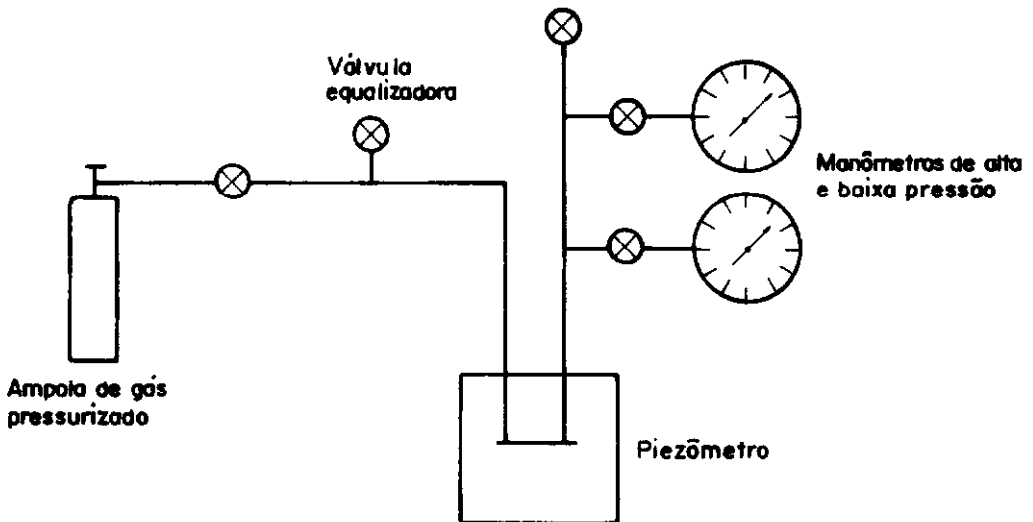 Válvula
equalizadora
Manômetros de alta
e baixa pressão
Ampola de gás
pressurizado
Piezômetro